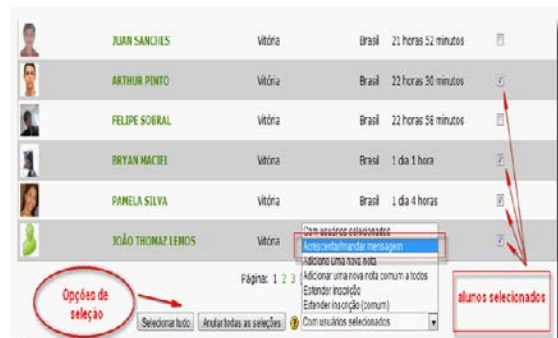 JUAN SANCHES Vitória Brasil 21 horas 52 minutos
ARTHUR PINTO Vitória Brasil 22 horas 30 minutos
FELIPE SOBRAL Vitória Brasil 22 horas 56 minutos
BRYAN MACIEL Vitória Brasil 1 dia 1 hora
PAMELA SILVA Vitória Brasil 1 dia 4 horas
JOÃO THOMAZ LEMOS Vitória
Com usuários selecionados
Acrescentar/mandar mensagem
Adicione uma nova nota
Adicionar uma nova nota comum a todos
Estender inscrição
Estender inscrição (comum)
Página: 1 2 3
Opções de
seleção
alunos selecionados
Selecionar tudo Anular todas as seleções Com usuários selecionados